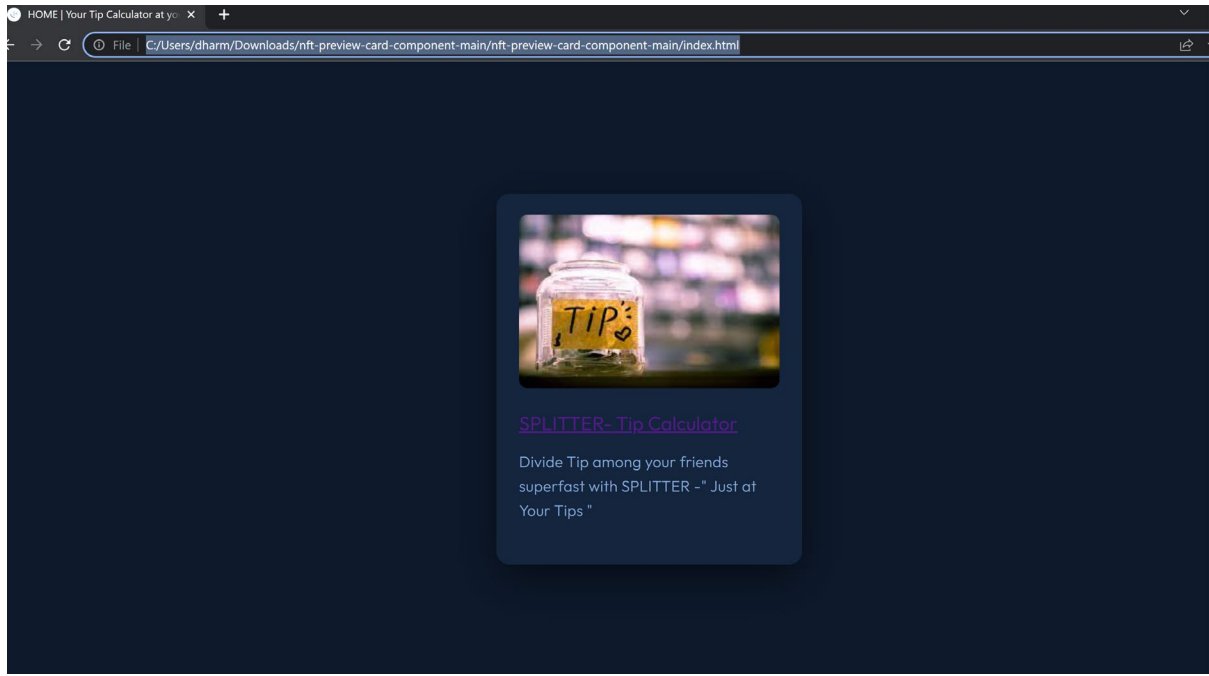 HOME | Your Tip Calculator at yo
File
C:/Users/dharm/Downloads/nft-preview-card-component-main/nft-preview-card-component-main/index.html
TiP
SPLITTER- Tip Calculator
Divide Tip among your friends
superfast with SPLITTER -" Just at
Your Tips "